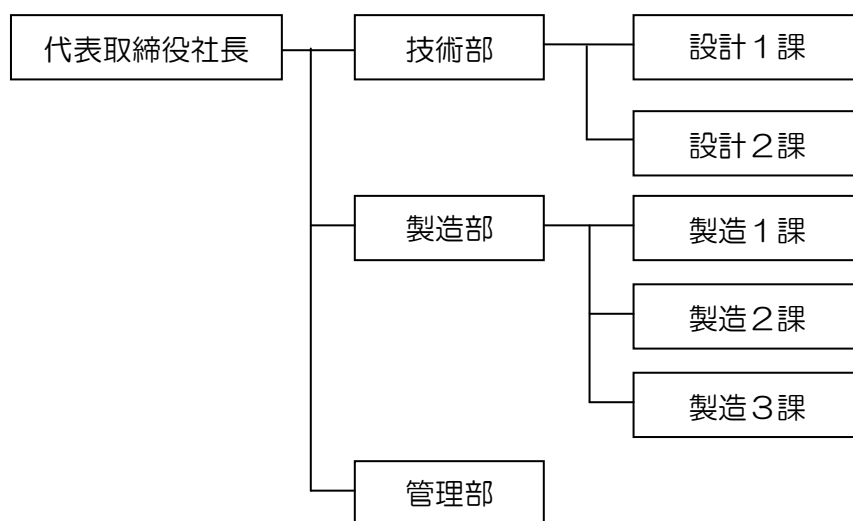 代表取締役社長
技術部
設計１課
設計２課
製造部
製造１課
製造２課
製造３課
管理部